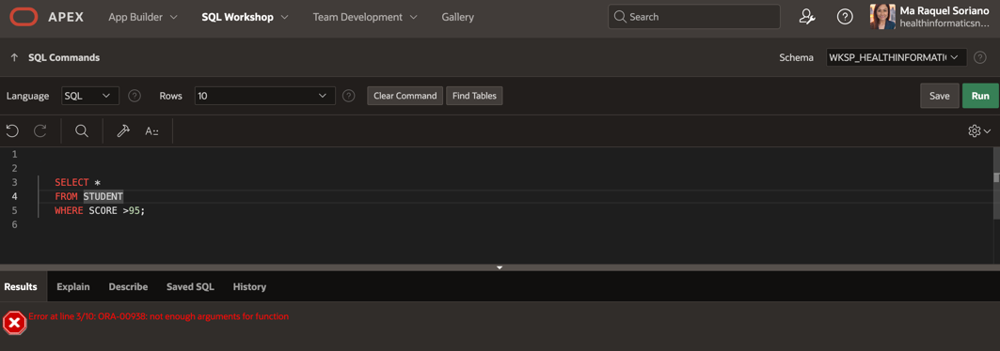 APEX App Builder SQL Workshop Team Development Gallery Search Ma Raquel Soriano
healthinformaticsn...
SQL Commands Schema WKSP_HEALTHINFORMATI
Language SQL Rows 10 Clear Command Find Tables Save Run
A::
1
2
3 SELECT *
4 FROM STUDENT
5 WHERE SCORE >95;
6
Results Explain Describe Saved SQL History
Error at line 3/10: ORA-00938: not enough arguments for function